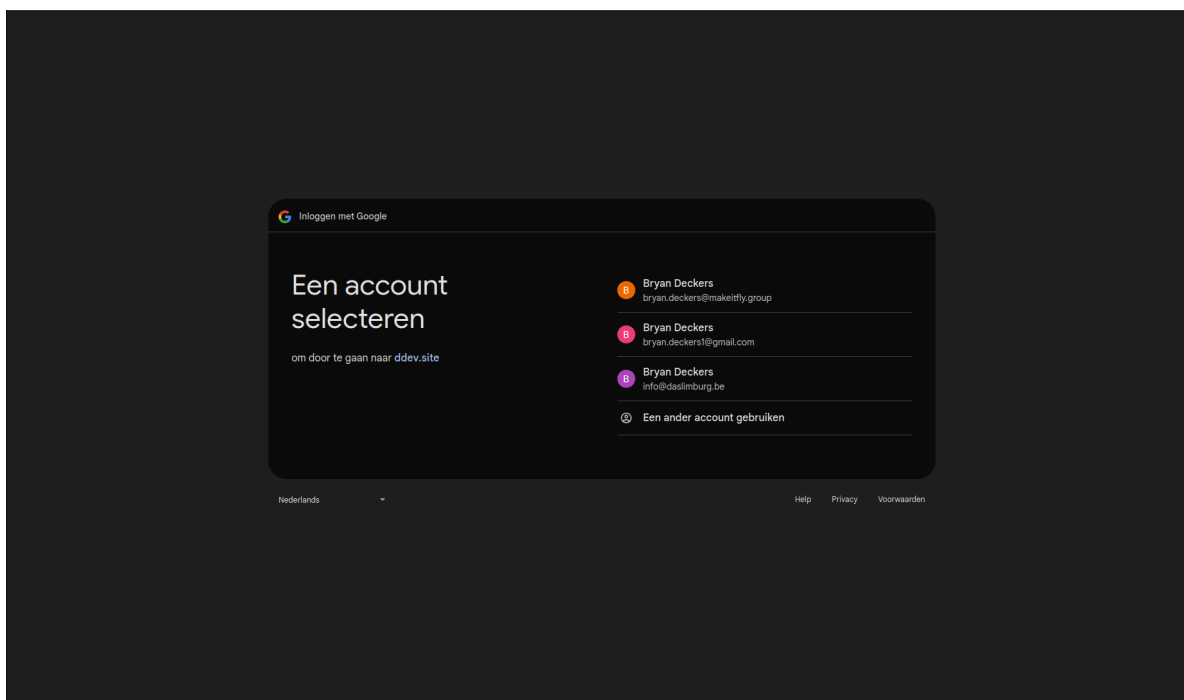 Inloggen met Google
Een account
selecteren
om door te gaan naar ddev.site
B
Bryan Deckers
bryan.deckers@makeitfly.group
B
Bryan Deckers
bryan.deckers1@gmail.com
B
Bryan Deckers
info@daslimburg.be
Een ander account gebruiken
Nederlands
Help
Privacy
Voorwaarden